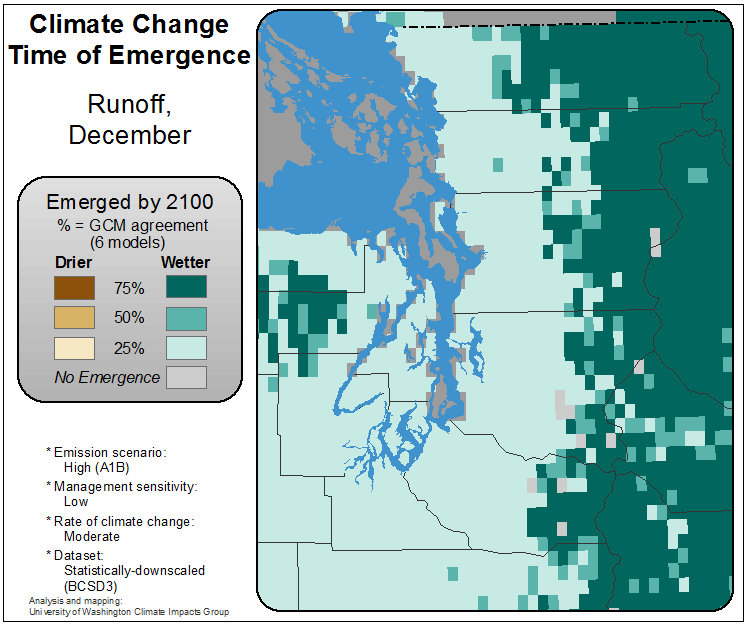 Climate Change
Time of Emergence
Runoff,
December
Emerged by 2100
% = GCM agreement
(6 models)
Drier Wetter
75%
50%
25%
No Emergence
* Emission scenario:
High (A1B)
* Management sensitivity:
Low
* Rate of climate change:
Moderate
* Dataset:
Statistically-downscaled
(BCSD3)
Analysis and mapping:
University of Washington Climate Impacts Group